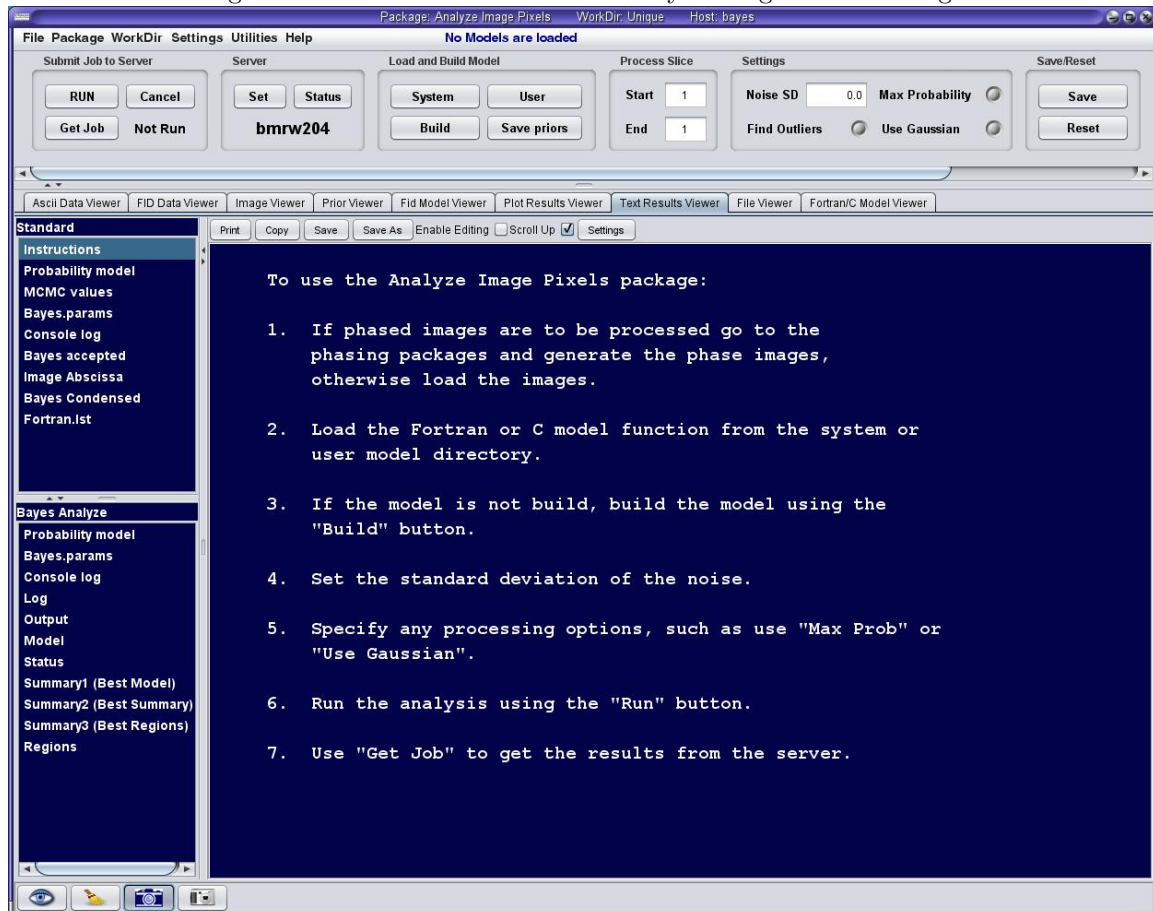 Package: Analyze Image Pixels WorkDir: Unique Host: bayes
File Package WorkDir Settings Utilities Help No Models are loaded
Submit Job to Server Server Load and Build Model Process Slice Settings Save/Reset
RUN Cancel Set Status System User Start 1 Noise SD 0.0 Max Probability Save
Get Job Not Run bmrw204 Build Save priors End 1 Find Outliers Use Gaussian Reset
Ascii Data Viewer FID Data Viewer Image Viewer Prior Viewer Fid Model Viewer Plot Results Viewer Text Results Viewer File Viewer Fortran/C Model Viewer
Print Copy Save Save As Enable Editing Scroll Up Settings
Standard
Instructions
Probability model
MCMC values
Bayes.params
Console log
Bayes accepted
Image Abscissa
Bayes Condensed
Fortran.lst
Bayes Analyze
Probability model
Bayes.params
Console log
Log
Output
Model
Status
Summary1 (Best Model)
Summary2 (Best Summary)
Summary3 (Best Regions)
Regions
To use the Analyze Image Pixels package:
1. If phased images are to be processed go to the
phasing packages and generate the phase images,
otherwise load the images.
2. Load the Fortran or C model function from the system or
user model directory.
3. If the model is not build, build the model using the
"Build" button.
4. Set the standard deviation of the noise.
5. Specify any processing options, such as use "Max Prob" or
"Use Gaussian".
6. Run the analysis using the "Run" button.
7. Use "Get Job" to get the results from the server.